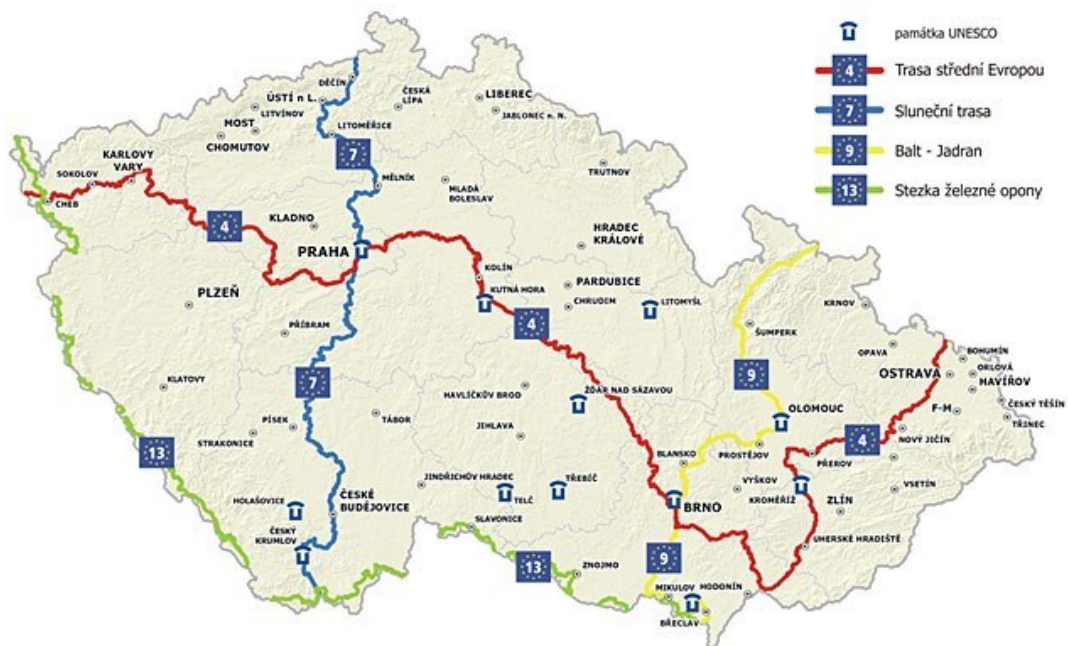 památka UNESCO
4 Trasa střední Evropou
7 Sluneční trasa
9 Balt - Jadran
13 Stezka železné opony
DĚČÍN
ÚSTÍ n L.
ČESKÁ
LÍPA
LIBEREC
LITVÍNOV
JABLONEC n. N.
MOST
LITOMĚŘICE
CHOMUTOV
7
KARLOVY
VARY
TRUTNOV
SOKOLOV
MĚLNÍK
MLADÁ
BOLESLAV
CHEB
4
KLADNO
HRADEC
KRÁLOVÉ
PRAHA
KOLÍN
PARDUBICE
PLZEŇ
KUTNÁ HORA
CHRUDIM
LITOMYŠL
KRNOV
4
PŘÍBRAM
ŠUMPERK
OPAVA
BOHUMÍN
OSTRAVA
ORLOVÁ
HAVÍŘOV
9
7
KLATOVY
HAVLÍČKŮV BROD
ŽĎÁR NAD SÁZAVOU
ČESKÝ TĚŠÍN
F-M
OLOMOUC
TŘINEC
TÁBOR
PÍSEK
STRAKONICE
JIHLAVA
4
NOVÝ JIČÍN
PROSTĚJOV
13
BLANSKO
PŘEROV
JINDŘICHŮV HRADEC
TŘEBÍČ
VYŠKOV
VSETÍN
HOLAŠOVICE
TELČ
KROMĚŘÍŽ
ZLÍN
ČESKÉ
BUDĚJOVICE
BRNO
SLAVONICE
ČESKÝ
KRUMLOV
UHERSKÉ HRADIŠTĚ
13
ZNOJMO
9
MIKULOV
HODONÍN
BŘECLAV